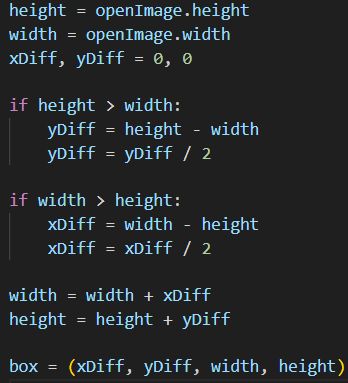 height = openImage.height
width = openImage.width
xDiff, yDiff = 0, 0
if height > width:
    yDiff = height - width
    yDiff = yDiff / 2
if width > height:
    xDiff = width - height
    xDiff = xDiff / 2
width = width + xDiff
height = height + yDiff
box = (xDiff, yDiff, width, height)